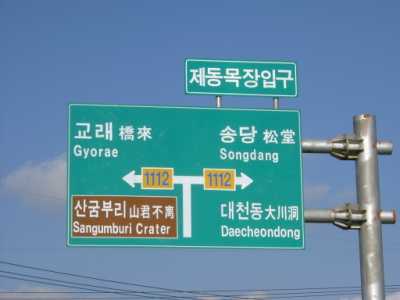 제동목장입구
교래 橋來
Gyorae
송당 松堂
Songdang
1112
1112
산굼부리 山君不离
Sangumburi Crater
대천동 大川洞
Daecheondong